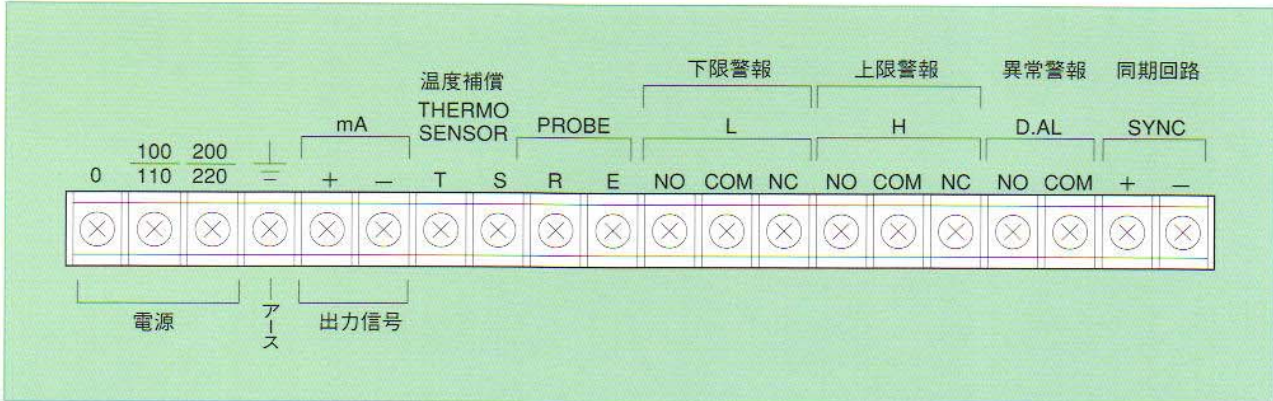 下限警報 上限警報 異常警報 同期回路
温度補償
THERMO
SENSOR
mA PROBE L H D.AL SYNC
100 200
0 110 220 + − T S R E NO COM NC NO COM NC NO COM + −
電源 アース 出力信号